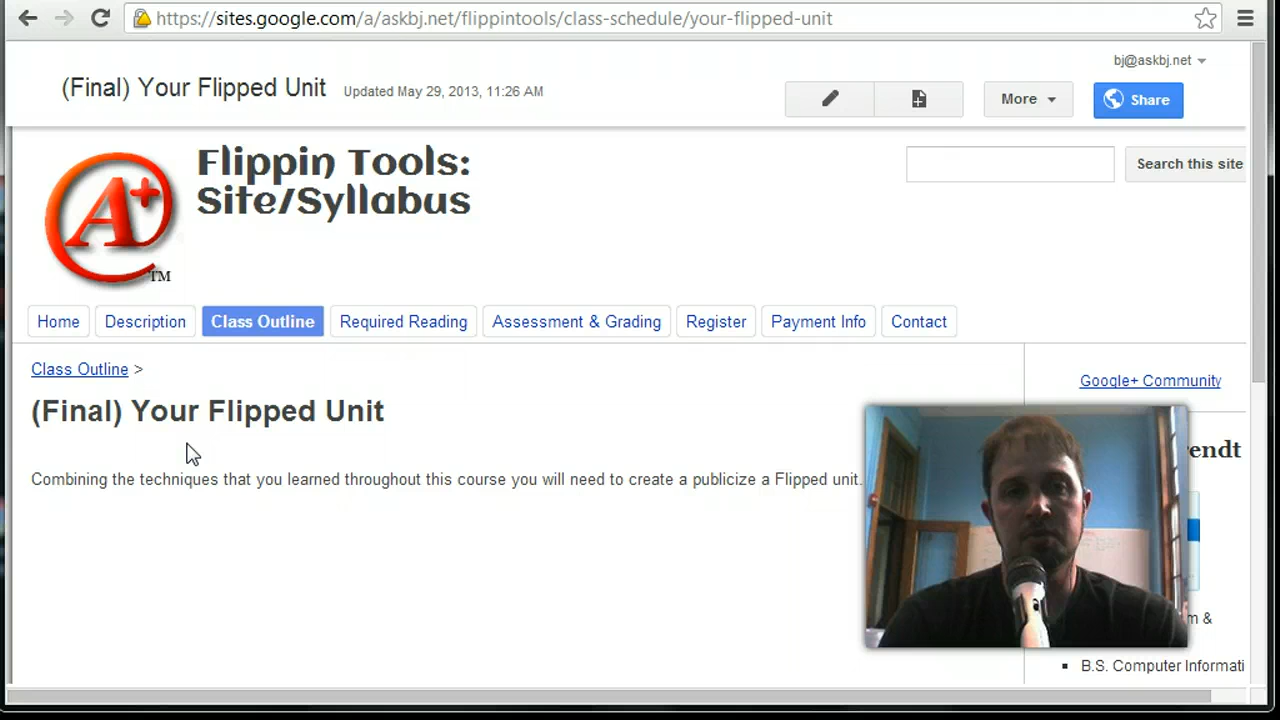 https://sites.google.com/a/askbj.net/flippintools/class-schedule/your-flipped-unit
bj@askbj.net
(Final) Your Flipped Unit
Updated May 29, 2013, 11:26 AM
More
Share
A+
TM
Flippin Tools:
Site/Syllabus
Search this site
Home
Description
Class Outline
Required Reading
Assessment & Grading
Register
Payment Info
Contact
Class Outline >
(Final) Your Flipped Unit
Combining the techniques that you learned throughout this course you will need to create a publicize a Flipped unit.
Google+ Community
rendt
m &
B.S. Computer Informati